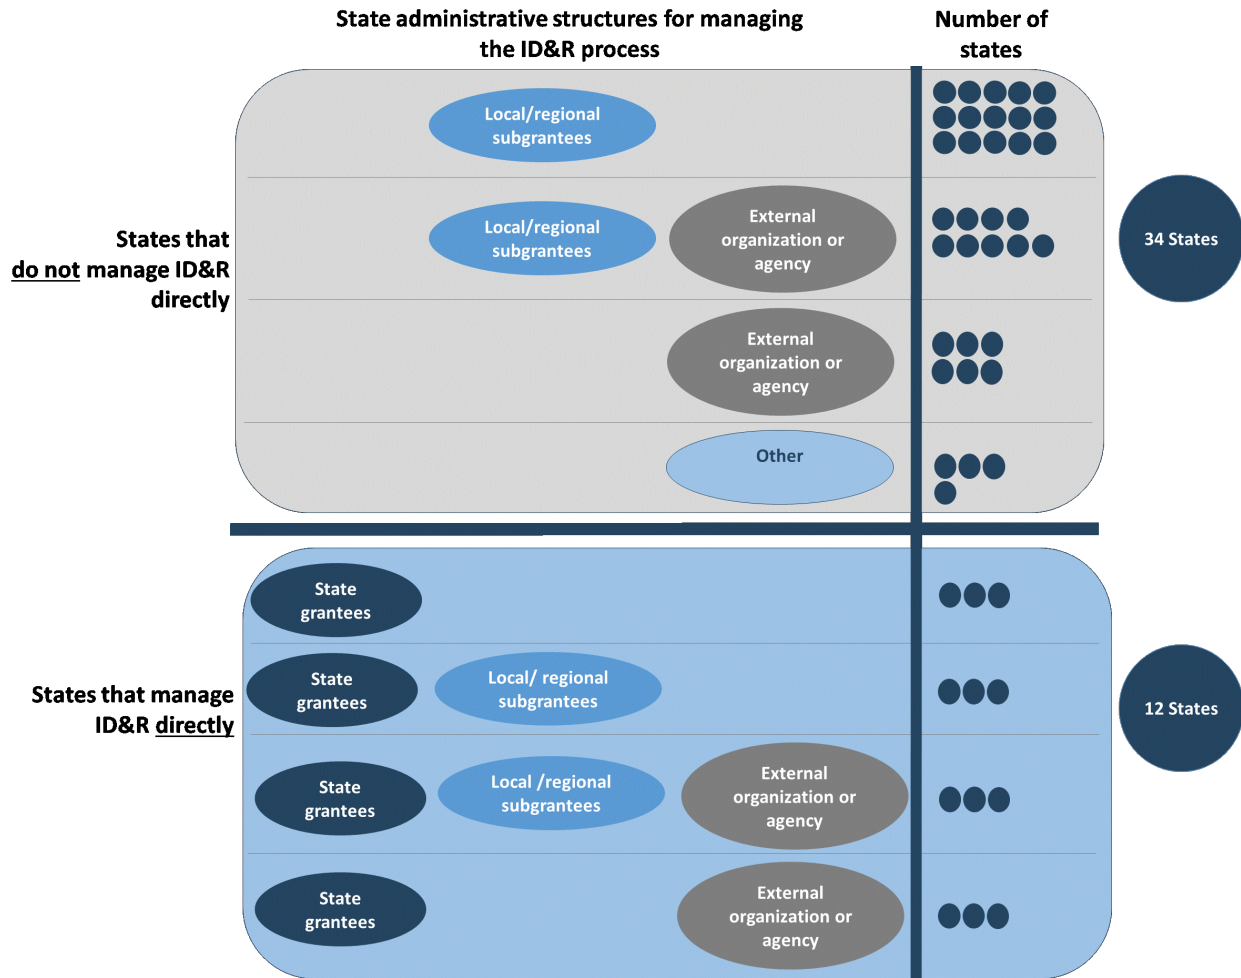 State administrative structures for managing
the ID&R process
Number of
states
Local/regional
subgrantees
States that
do not manage ID&R
directly
Local/regional
subgrantees
External
organization or
agency
34 States
External
organization or
agency
Other
State
grantees
States that manage
ID&R directly
State
grantees
Local/ regional
subgrantees
12 States
State
grantees
Local /regional
subgrantees
External
organization or
agency
State
grantees
External
organization or
agency